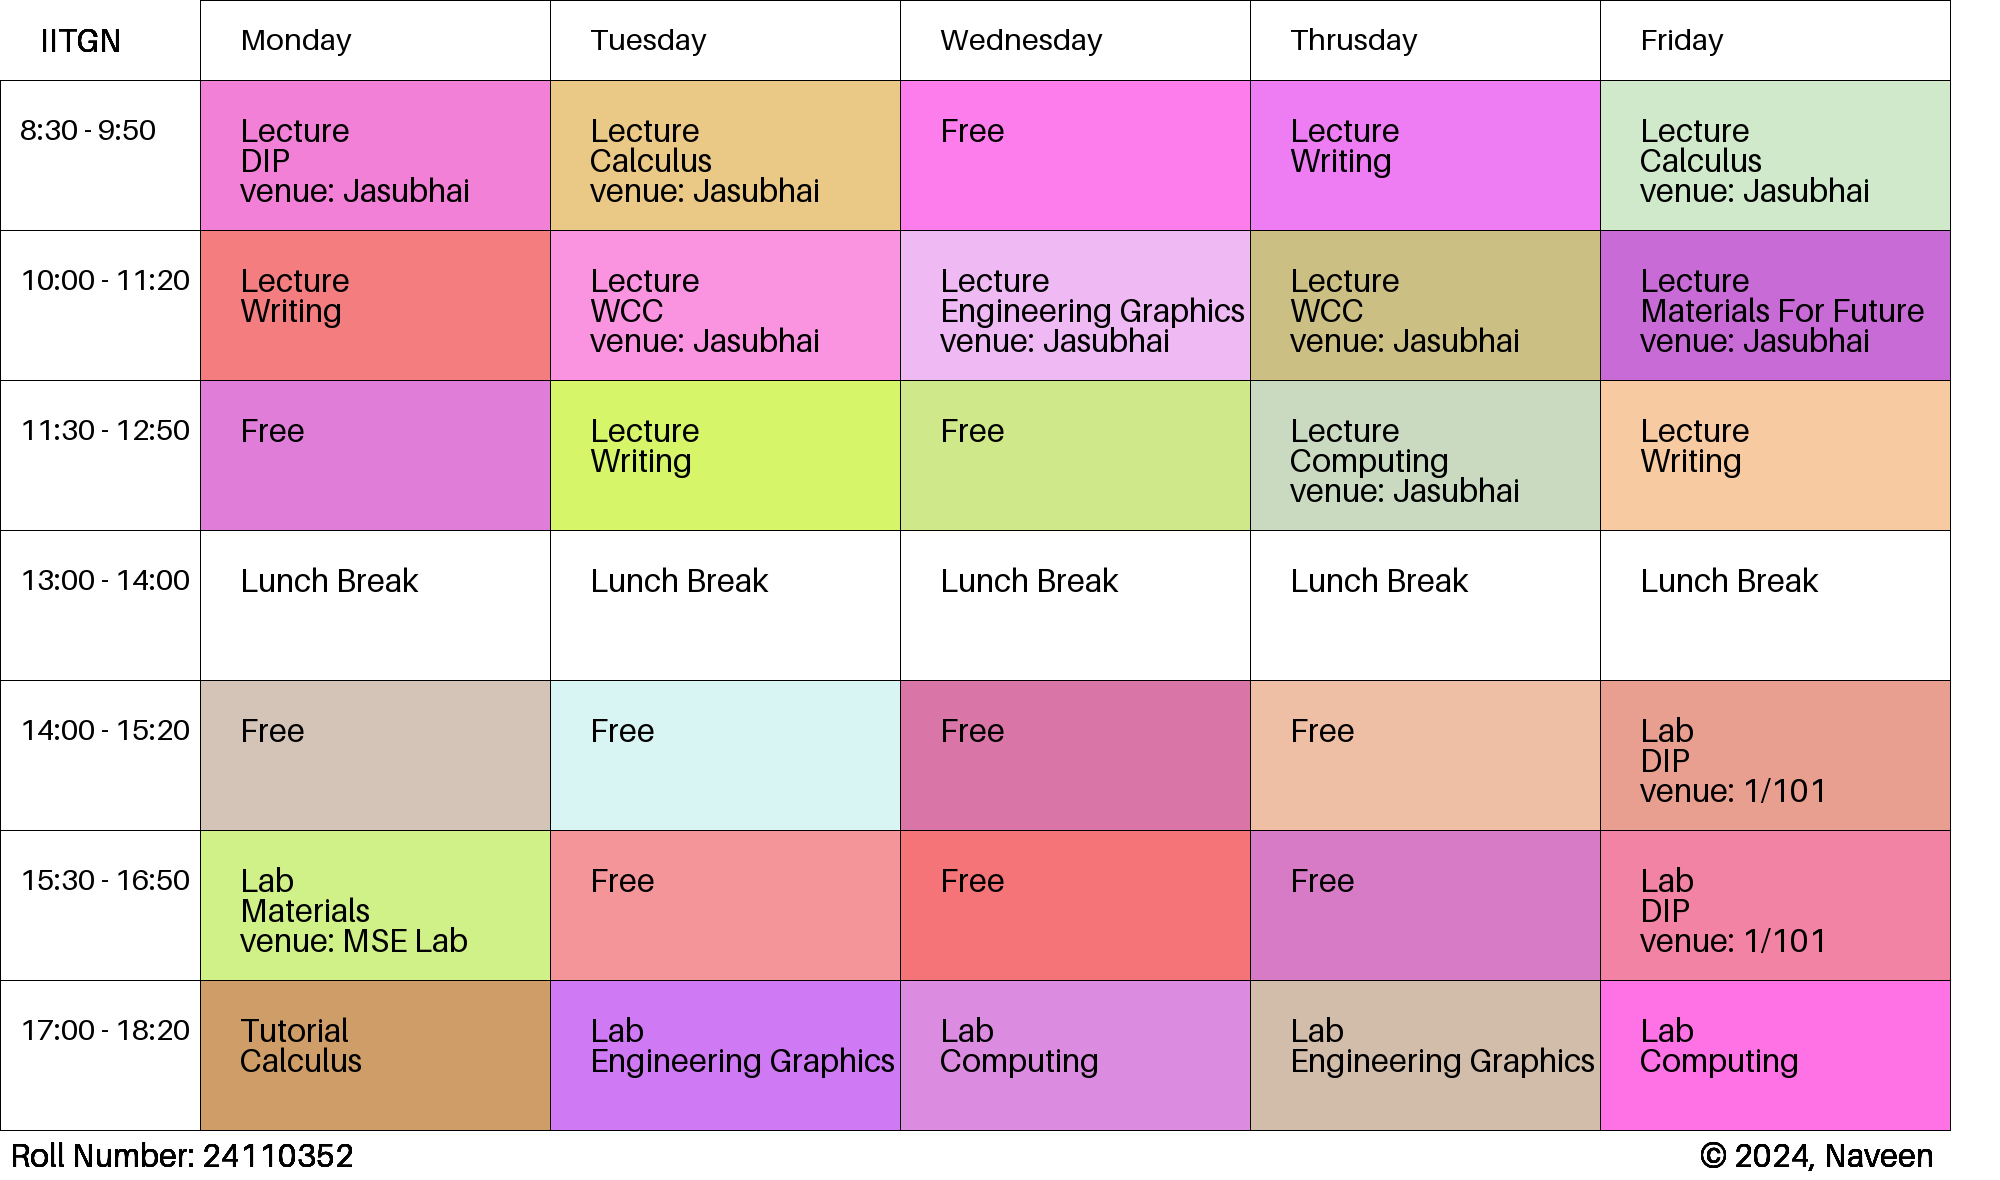 IITGN
Monday
Tuesday
Wednesday
Thrusday
Friday
8:30 - 9:50
Lecture
DIP
venue: Jasubhai
Lecture
Calculus
venue: Jasubhai
Free
Lecture
Writing
Lecture
Calculus
venue: Jasubhai
10:00 - 11:20
Lecture
Writing
Lecture
WCC
venue: Jasubhai
Lecture
Engineering Graphics
venue: Jasubhai
Lecture
WCC
venue: Jasubhai
Lecture
Materials For Future
venue: Jasubhai
11:30 - 12:50
Free
Lecture
Writing
Free
Lecture
Computing
venue: Jasubhai
Lecture
Writing
13:00 - 14:00
Lunch Break
Lunch Break
Lunch Break
Lunch Break
Lunch Break
14:00 - 15:20
Free
Free
Free
Free
Lab
DIP
venue: 1/101
15:30 - 16:50
Lab
Materials
venue: MSE Lab
Free
Free
Free
Lab
DIP
venue: 1/101
17:00 - 18:20
Tutorial
Calculus
Lab
Engineering Graphics
Lab
Computing
Lab
Engineering Graphics
Lab
Computing
Roll Number: 24110352
© 2024, Naveen